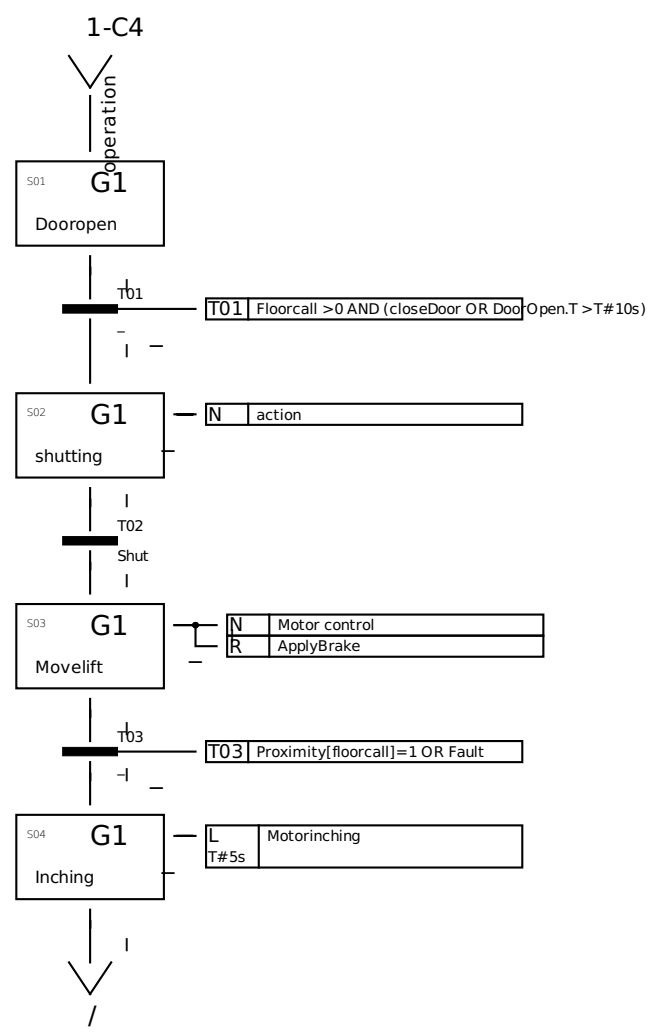 1-C4
operation
S01 G1
Dooropen
T01
T01 Floorcall >0 AND (closeDoor OR DoorOpen.T >T#10s)
S02 G1
N action
shutting
T02
Shut
S03 G1
N Motor control
R ApplyBrake
Movelift
T03
T03 Proximity[floorcall]=1 OR Fault
S04 G1
L Motorinching
T#5s
Inching
/